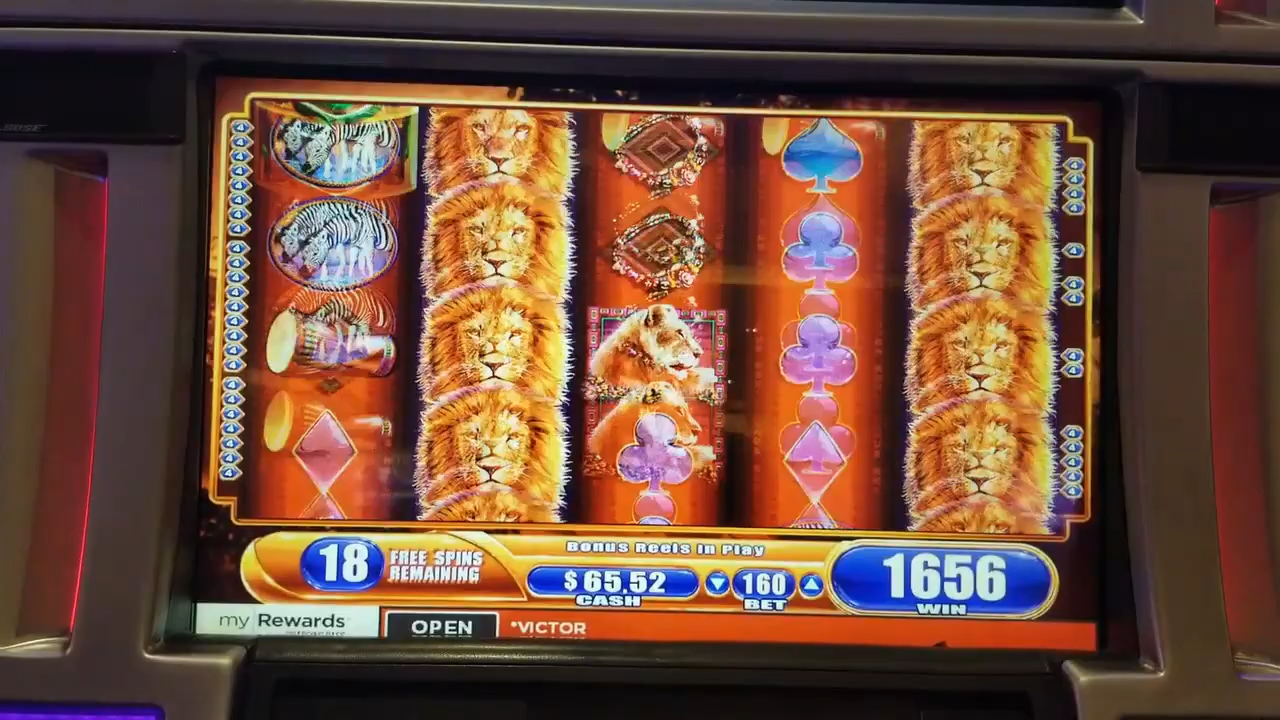 18
FREE SPINS
REMAINING
Bonus Reels In Play
$65.52
CASH
160
BET
1656
WIN
my Rewards
OPEN
*VICTOR